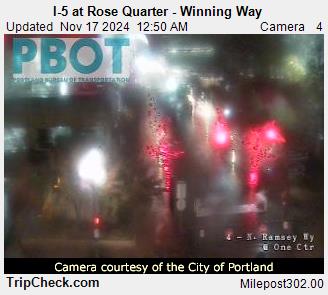 I-5 at Rose Quarter - Winning Way
Updated Nov 17 2024 12:50 AM Camera 4
PBOT
PORTLAND BUREAU OF TRANSPORTATION
4 - N. Ramsey Wy
@ One Ctr
Camera courtesy of the City of Portland
TripCheck.com Milepost302.00